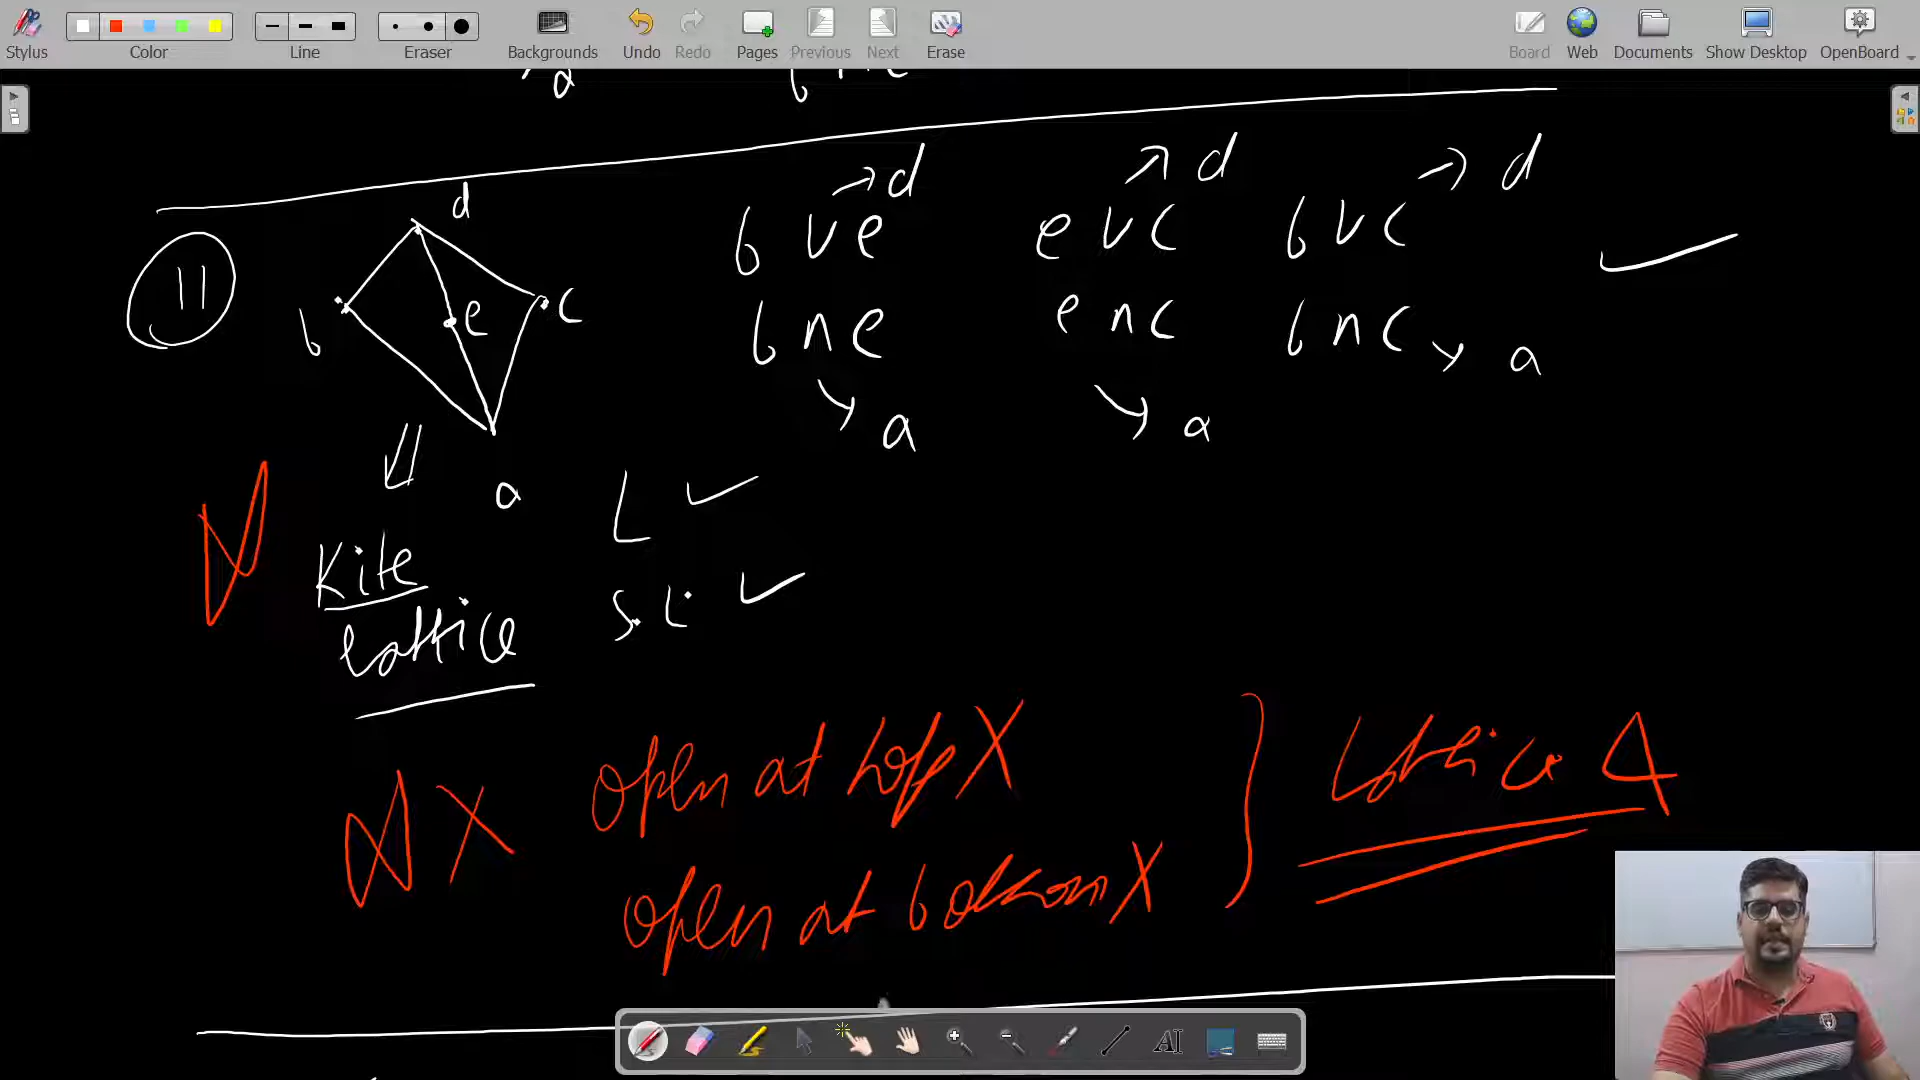 Stylus Color Line Eraser Backgrounds Undo Redo Pages Previous Next Erase Board Web Documents Show Desktop OpenBoard
a
11
d
b
e
c
a
b ∨ e → d
b ∧ e → a
e ∨ c → d
e ∧ c → a
b ∨ c → d
b ∧ c → a
⇓
Kite
Lattice
L ✓
S.L. ✓
X open at top X
open at bottom X
Lattice
AI